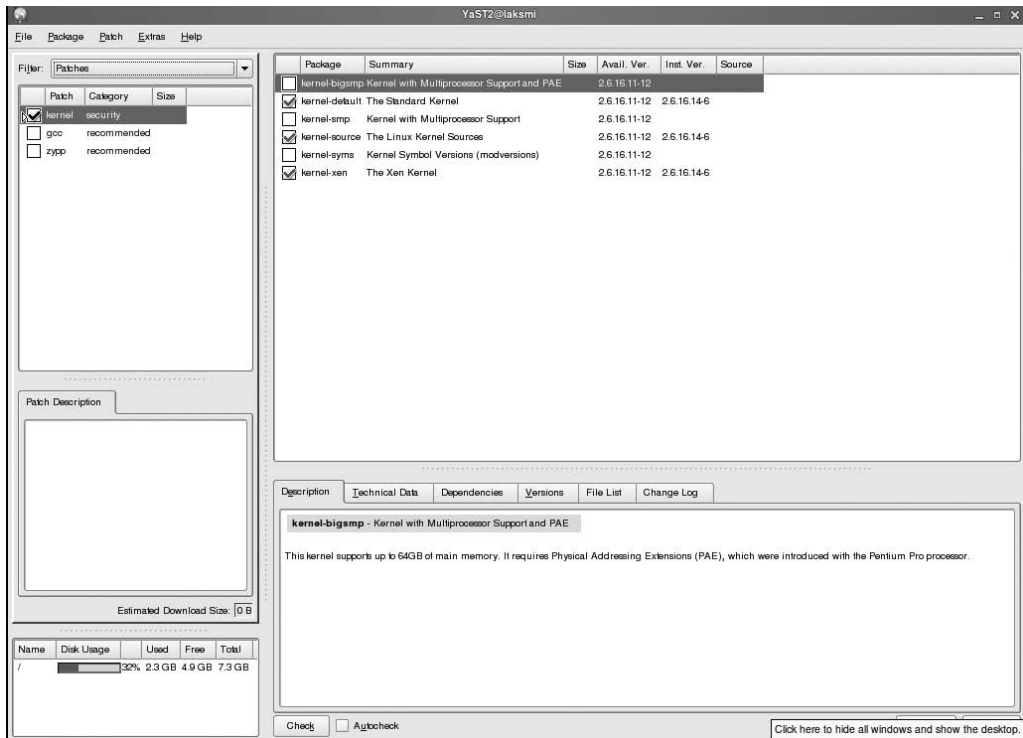 YaST2@laksmi
File Package Patch Extras Help
Filter: Patches
Patch Category Size
kernel security
gcc recommended
zypp recommended
Patch Description
Estimated Download Size: 0 B
Name Disk Usage Used Free Total
/ 32% 2.3 GB 4.9 GB 7.3 GB
Package Summary Size Avail. Ver. Inst. Ver. Source
kernel-bigsmp Kernel with Multiprocessor Support and PAE 2.6.16.11-12
kernel-default The Standard Kernel 2.6.16.11-12 2.6.16.14-6
kernel-smp Kernel with Multiprocessor Support 2.6.16.11-12
kernel-source The Linux Kernel Sources 2.6.16.11-12 2.6.16.14-6
kernel-syms Kernel Symbol Versions (modversions) 2.6.16.11-12
kernel-xen The Xen Kernel 2.6.16.11-12 2.6.16.14-6
Description Technical Data Dependencies Versions File List Change Log
kernel-bigsmp - Kernel with Multiprocessor Support and PAE
This kernel supports up to 64GB of main memory. It requires Physical Addressing Extensions (PAE), which were introduced with the Pentium Pro processor.
Check Autocheck
Click here to hide all windows and show the desktop.